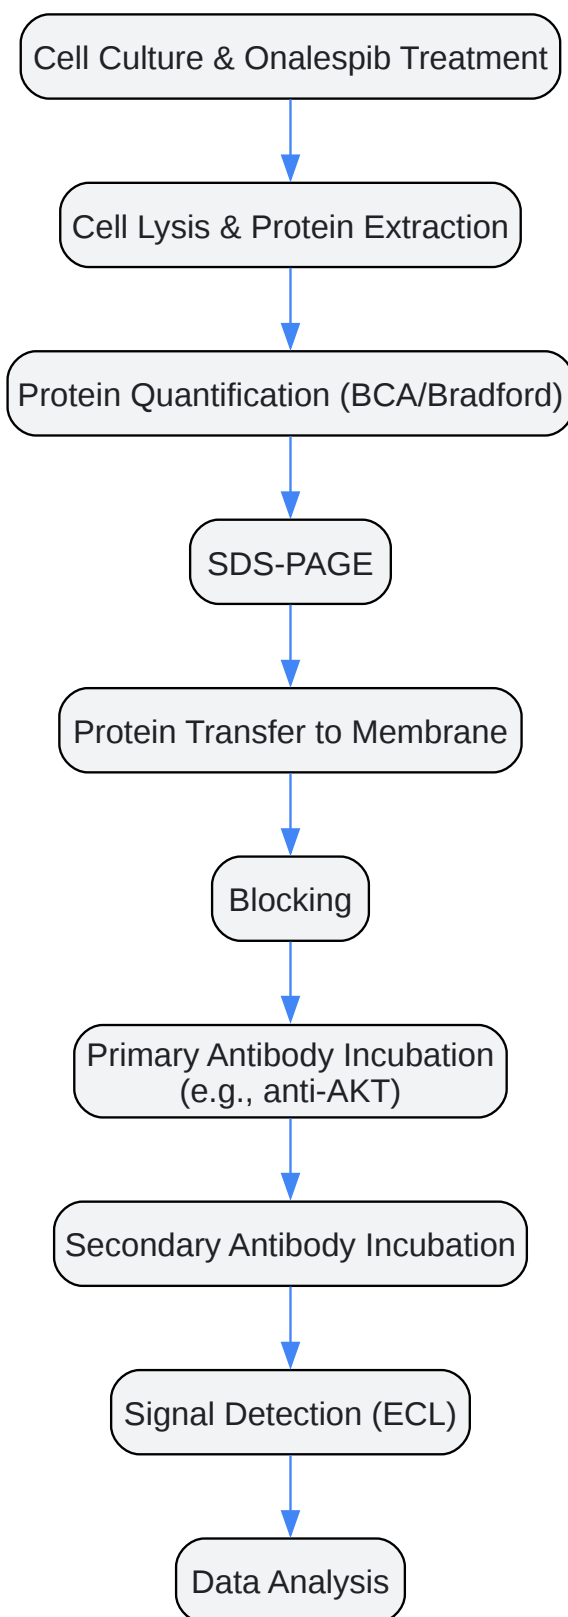 Cell Culture & Onalespib Treatment
Cell Lysis & Protein Extraction
Protein Quantification (BCA/Bradford)
SDS-PAGE
Protein Transfer to Membrane
Blocking
Primary Antibody Incubation
(e.g., anti-AKT)
Secondary Antibody Incubation
Signal Detection (ECL)
Data Analysis